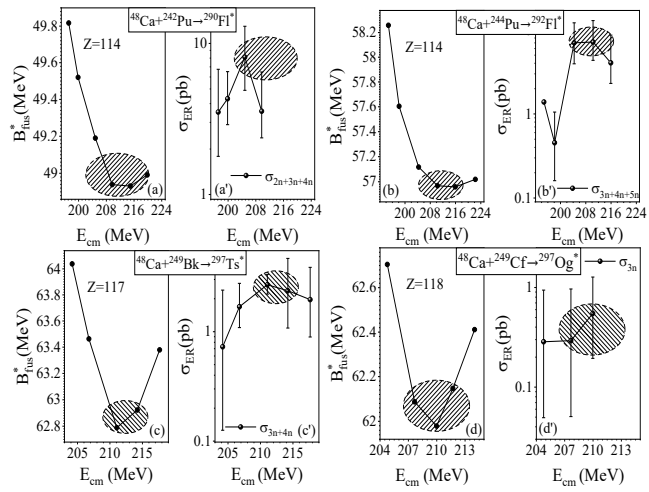 ⁴⁸Ca+²⁴²Pu→²⁹⁰Fl*
B*fus(MeV)
49.8
49.6
49.4
49.2
49
Z=114
(a)
200 208 216 224
Ecm (MeV)
σER(pb)
10
1
(a')
σ2n+3n+4n
200 208 216 224
Ecm (MeV)
⁴⁸Ca+²⁴⁴Pu→²⁹²Fl*
B*fus(MeV)
58.2
58
57.8
57.6
57.4
57.2
57
Z=114
(b)
200 208 216 224
Ecm (MeV)
σER(pb)
10
1
0.1
(b')
σ3n+4n+5n
200 208 216 224
Ecm (MeV)
⁴⁸Ca+²⁴⁹Bk→²⁹⁷Ts*
B*fus(MeV)
64
63.8
63.6
63.4
63.2
63
62.8
Z=117
(c)
205 210 215
Ecm (MeV)
σER(pb)
1
0.1
σ3n+4n
(c')
205 210 215
Ecm (MeV)
⁴⁸Ca+²⁴⁹Cf→²⁹⁷Og*
σ3n
B*fus(MeV)
62.6
62.4
62.2
62
Z=118
(d)
204 207 210 213
Ecm (MeV)
σER(pb)
1
0.1
(d')
204 207 210 213
Ecm (MeV)